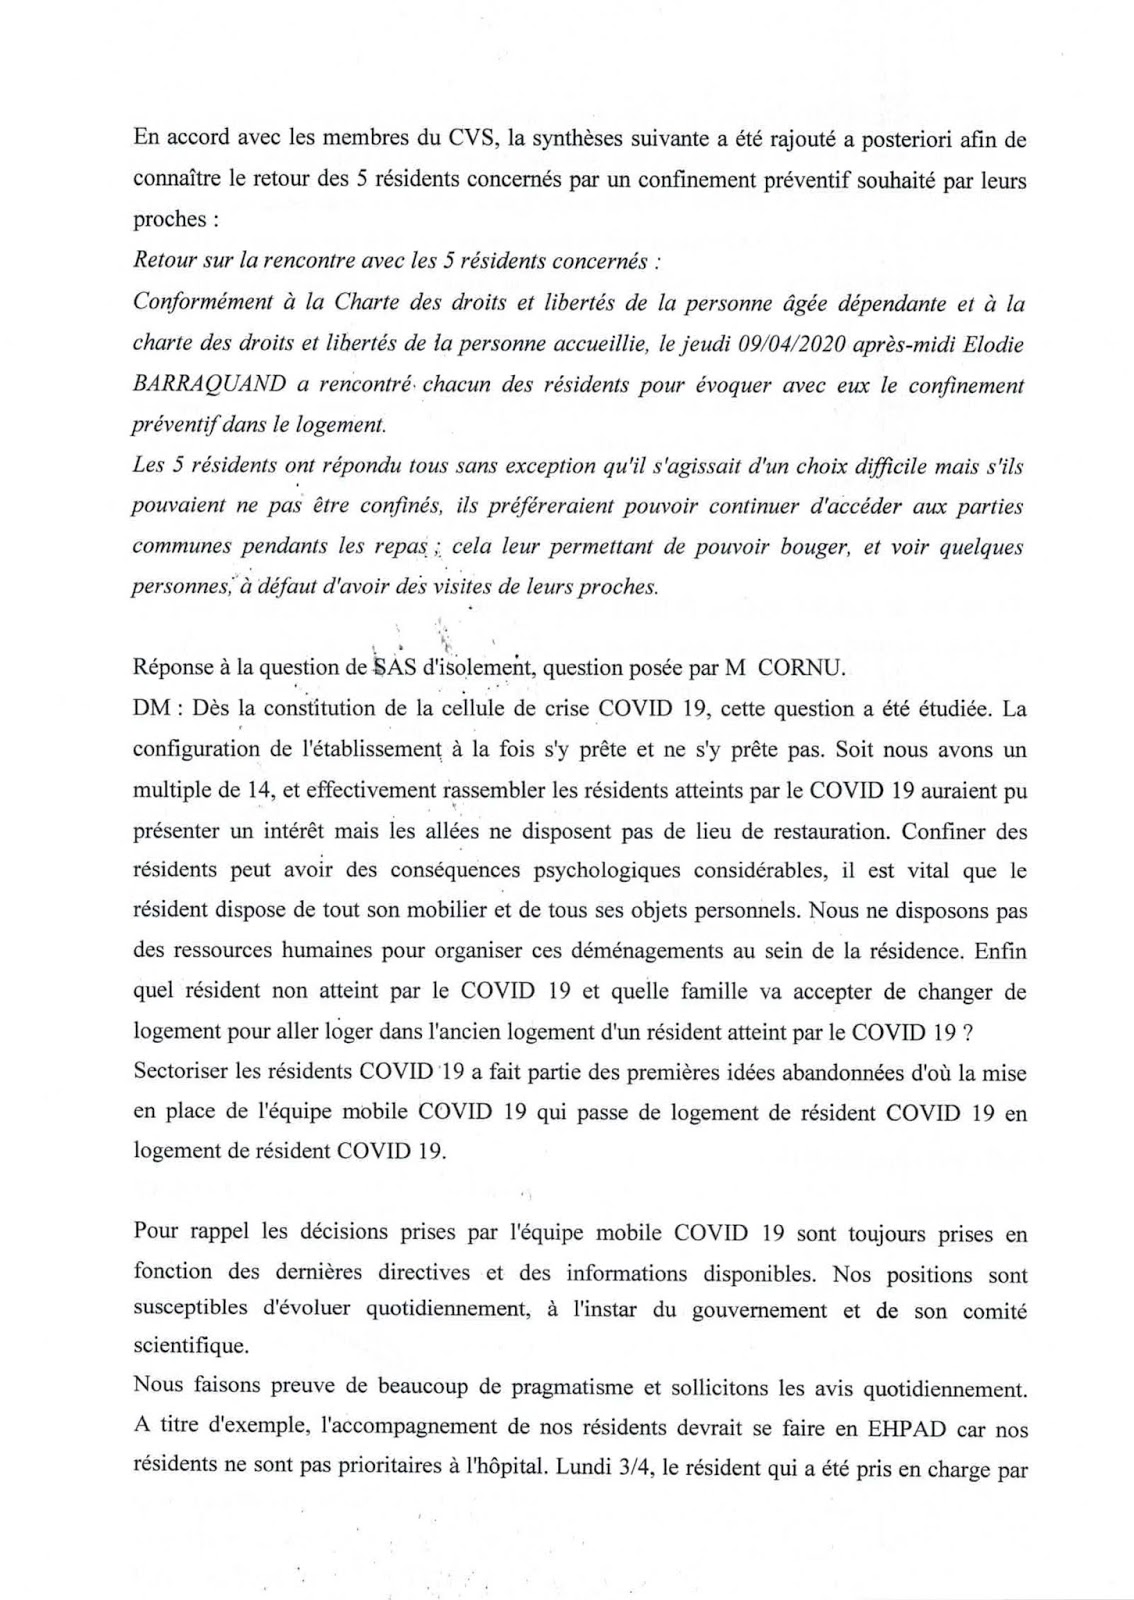 En accord avec les membres du CVS, la synthèses suivante a été rajouté a posteriori afin de
connaître le retour des 5 résidents concernés par un confinement préventif souhaité par leurs
proches :
Retour sur la rencontre avec les 5 résidents concernés :
Conformément à la Charte des droits et libertés de la personne âgée dépendante et à la
charte des droits et libertés de la personne accueillie, le jeudi 09/04/2020 après-midi Elodie
BARRAQUAND a rencontré chacun des résidents pour évoquer avec eux le confinement
préventif dans le logement.
Les 5 résidents ont répondu tous sans exception qu'il s'agissait d'un choix difficile mais s'ils
pouvaient ne pas être confinés, ils préféreraient pouvoir continuer d'accéder aux parties
communes pendants les repas ; cela leur permettant de pouvoir bouger, et voir quelques
personnes, à défaut d'avoir des visites de leurs proches.
Réponse à la question de SAS d'isolement, question posée par M CORNU.
DM : Dès la constitution de la cellule de crise COVID 19, cette question a été étudiée. La
configuration de l'établissement à la fois s'y prête et ne s'y prête pas. Soit nous avons un
multiple de 14, et effectivement rassembler les résidents atteints par le COVID 19 auraient pu
présenter un intérêt mais les allées ne disposent pas de lieu de restauration. Confiner des
résidents peut avoir des conséquences psychologiques considérables, il est vital que le
résident dispose de tout son mobilier et de tous ses objets personnels. Nous ne disposons pas
des ressources humaines pour organiser ces déménagements au sein de la résidence. Enfin
quel résident non atteint par le COVID 19 et quelle famille va accepter de changer de
logement pour aller loger dans l'ancien logement d'un résident atteint par le COVID 19 ?
Sectoriser les résidents COVID 19 a fait partie des premières idées abandonnées d'où la mise
en place de l'équipe mobile COVID 19 qui passe de logement de résident COVID 19 en
logement de résident COVID 19.
Pour rappel les décisions prises par l'équipe mobile COVID 19 sont toujours prises en
fonction des dernières directives et des informations disponibles. Nos positions sont
susceptibles d'évoluer quotidiennement, à l'instar du gouvernement et de son comité
scientifique.
Nous faisons preuve de beaucoup de pragmatisme et sollicitons les avis quotidiennement.
A titre d'exemple, l'accompagnement de nos résidents devrait se faire en EHPAD car nos
résidents ne sont pas prioritaires à l'hôpital. Lundi 3/4, le résident qui a été pris en charge par